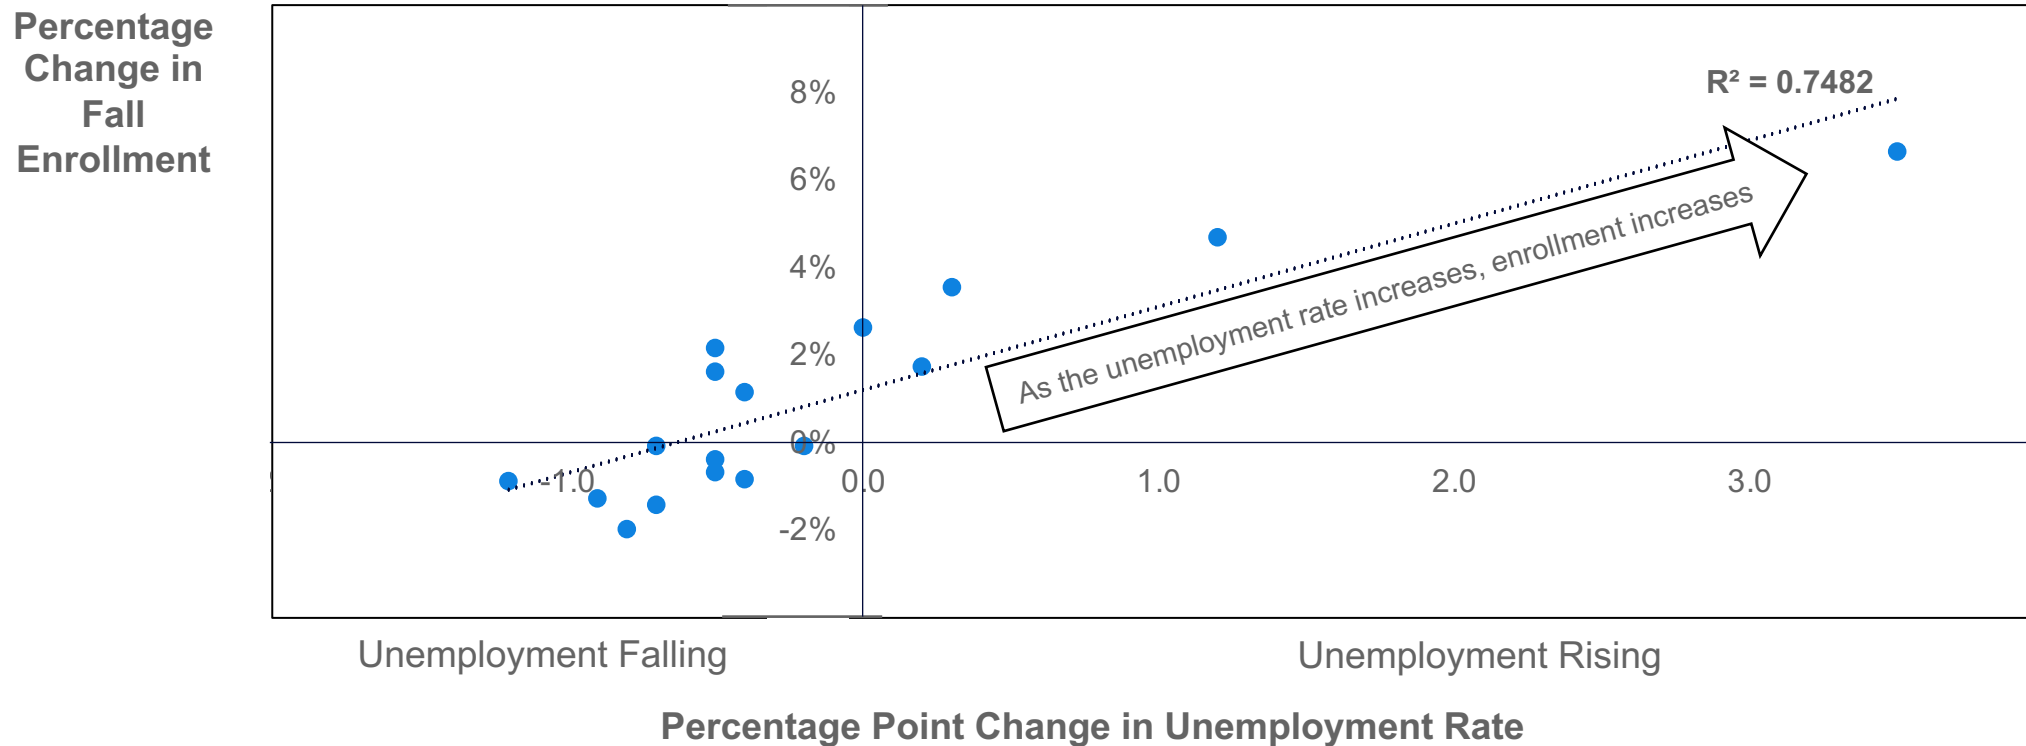 Percentage
Change in
Fall
Enrollment
8%
R² = 0.7482
6%
4%
2%
0%
-2%
As the unemployment rate increases, enrollment increases
-1.0
0.0
1.0
2.0
3.0
Unemployment Falling
Unemployment Rising
Percentage Point Change in Unemployment Rate